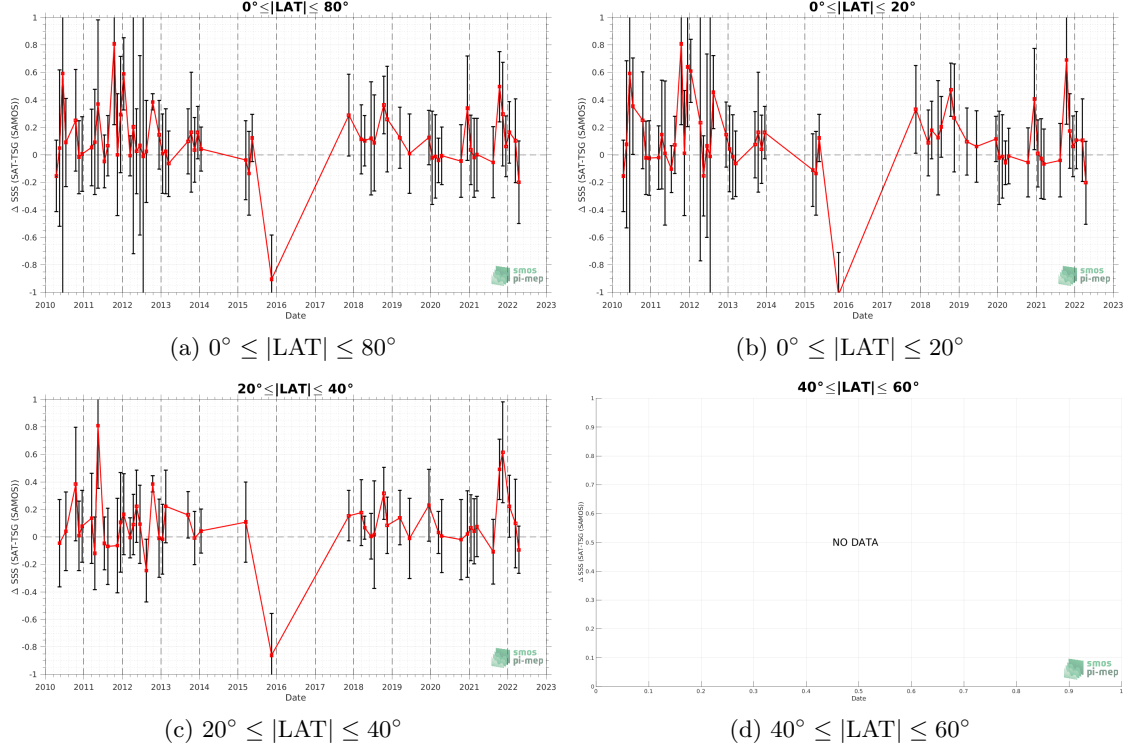 0°≤|LAT|≤ 80°
Δ SSS (SAT-TSG (SAMOS))
1
0.8
0.6
0.4
0.2
0
-0.2
-0.4
-0.6
-0.8
-1
2010 2011 2012 2013 2014 2015 2016 2017 2018 2019 2020 2021 2022 2023
Date
smos
pi-mep
(a) 0° ≤ |LAT| ≤ 80°
0°≤|LAT|≤ 20°
Δ SSS (SAT-TSG (SAMOS))
1
0.8
0.6
0.4
0.2
0
-0.2
-0.4
-0.6
-0.8
-1
2010 2011 2012 2013 2014 2015 2016 2017 2018 2019 2020 2021 2022 2023
Date
smos
pi-mep
(b) 0° ≤ |LAT| ≤ 20°
20°≤|LAT|≤ 40°
Δ SSS (SAT-TSG (SAMOS))
1
0.8
0.6
0.4
0.2
0
-0.2
-0.4
-0.6
-0.8
-1
2010 2011 2012 2013 2014 2015 2016 2017 2018 2019 2020 2021 2022 2023
Date
smos
pi-mep
(c) 20° ≤ |LAT| ≤ 40°
40°≤|LAT|≤ 60°
Δ SSS (SAT-TSG (SAMOS))
1
0.9
0.8
0.7
0.6
0.5
0.4
0.3
0.2
0.1
0
NO DATA
0 0.1 0.2 0.3 0.4 0.5 0.6 0.7 0.8 0.9 1
Date
smos
pi-mep
(d) 40° ≤ |LAT| ≤ 60°